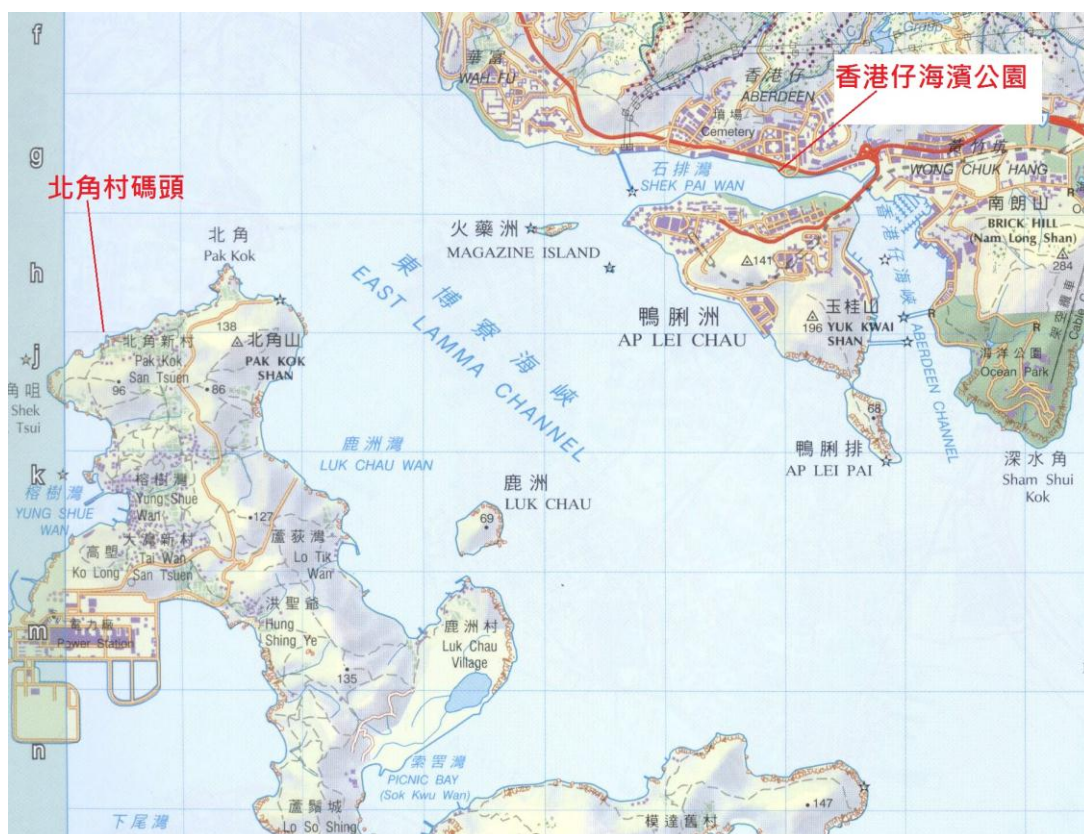 f
華富
WAH FU
香港仔
ABERDEEN
香港仔海濱公園
墳場
Cemetery
g
石排灣
SHEK PAI WAN
黃竹坑
WONG CHUK HANG
北角村碼頭
南朗山
BRICK HILL
(Nam Long Shan)
284
北角
Pak Kok
火藥洲
MAGAZINE ISLAND
h
141
香港仔海峽
ABERDEEN CHANNEL
東博寮海峽
EAST LAMMA CHANNEL
鴨脷洲
AP LEI CHAU
玉桂山
YUK KWAI
SHAN
196
R
R
R
138
北角山
PAK KOK
SHAN
北角新村
Pak Kok
San Tsuen
96
86
j
角咀
Shek
Tsui
海洋公園
Ocean Park
68
鴨脷排
AP LEI PAI
深水角
Sham Shui
Kok
鹿洲灣
LUK CHAU WAN
k
榕樹灣
YUNG SHUE
WAN
榕樹灣
Yung Shue
Wan
鹿洲
LUK CHAU
69
127
大灣新村
Tai Wan
San Tsuen
高塱
Ko Long
蘆荻灣
Lo Tik
Wan
洪聖爺
Hung
Shing Ye
m
電力廠
Power Station
鹿洲村
Luk Chau
Village
135
n
索罟灣
PICNIC BAY
(Sok Kwu Wan)
蘆鬚城
Lo So Shing
下尾灣
模達舊村
147